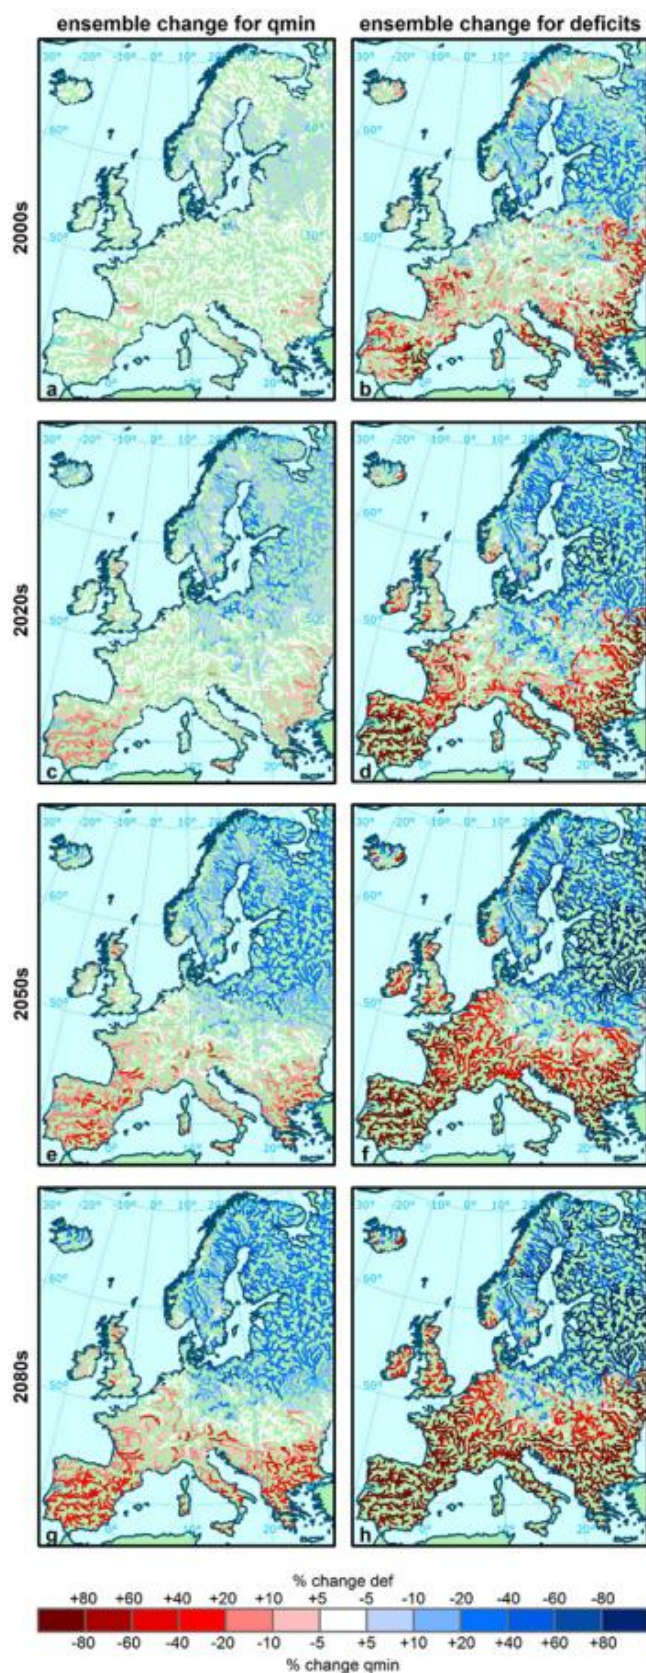 ensemble change for qmin ensemble change for deficits
2000s
a b
2020s
c d
2050s
e f
2080s
g h
% change def
+80 +60 +40 +20 +10 +5 -5 -10 -20 -40 -60 -80
-80 -60 -40 -20 -10 -5 +5 +10 +20 +40 +60 +80
% change qmin